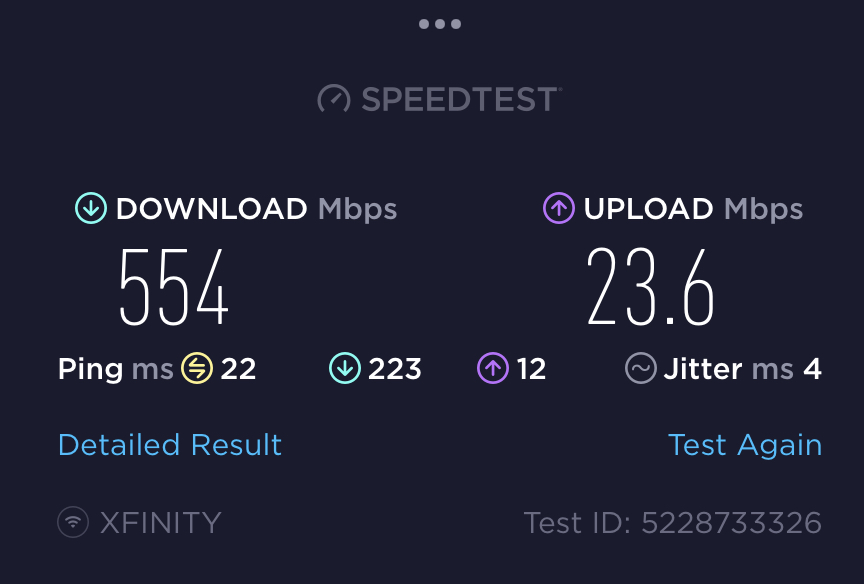 SPEEDTEST
DOWNLOAD Mbps UPLOAD Mbps
554 23.6
Ping ms 22 223 12 Jitter ms 4
Detailed Result Test Again
XFINITY Test ID: 5228733326